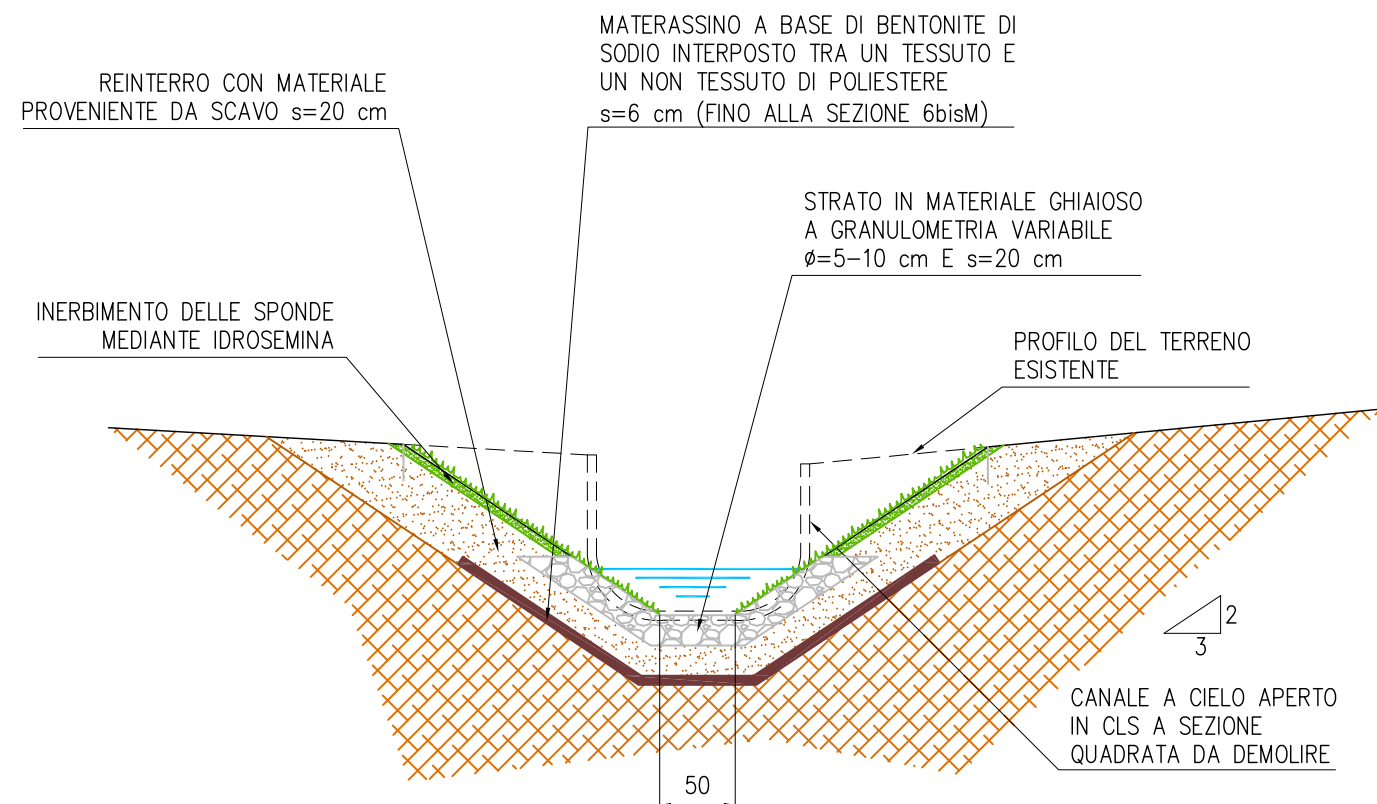 MATERASSINO A BASE DI BENTONITE DI
SODIO INTERPOSTO TRA UN TESSUTO E
UN NON TESSUTO DI POLIESTERE
s=6 cm (FINO ALLA SEZIONE 6bisM)
REINTERRO CON MATERIALE
PROVENIENTE DA SCAVO s=20 cm
STRATO IN MATERIALE GHIAIOSO
A GRANULOMETRIA VARIABILE
ø=5-10 cm E s=20 cm
INERBIMENTO DELLE SPONDE
MEDIANTE IDROSEMINA
PROFILO DEL TERRENO
ESISTENTE
2
3
CANALE A CIELO APERTO
IN CLS A SEZIONE
QUADRATA DA DEMOLIRE
50